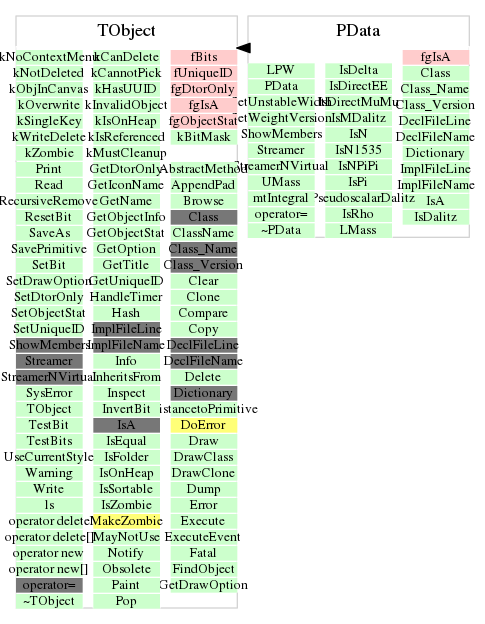 TObject
kNoContextMenu kCanDelete fBits
kNotDeleted kCannotPick fUniqueID
kObjInCanvas kHasUUID fgDtorOnly
kOverwrite kInvalidObject fgIsA
kSingleKey kIsOnHeap fgObjectStat
kWriteDelete kIsReferenced kBitMask
kZombie kMustCleanup
Print GetDtorOnly AbstractMethod
Read GetIconName AppendPad
RecursiveRemove GetName Browse
ResetBit GetObjectInfo Class
SaveAs GetObjectStat ClassName
SavePrimitive GetOption Class_Name
SetBit GetTitle Class_Version
SetDrawOption GetUniqueID Clear
SetDtorOnly HandleTimer Clone
SetObjectStat Hash Compare
SetUniqueID ImplFileLine Copy
ShowMembers ImplFileName DeclFileLine
Streamer Info DeclFileName
StreamerNVirtual InheritsFrom Delete
SysError Inspect Dictionary
TObject InvertBit istancetoPrimitive
TestBit IsA DoError
TestBits IsEqual Draw
UseCurrentStyle IsFolder DrawClass
Warning IsOnHeap DrawClone
Write IsSortable Dump
ls IsZombie Error
operator delete MakeZombie Execute
operator delete[] MayNotUse ExecuteEvent
operator new Notify Fatal
operator new[] Obsolete FindObject
operator= Paint GetDrawOption
~TObject Pop
PData
fgIsA
LPW IsDelta Class
PData IsDirectEE Class_Name
etUnstableWidth IsDirectMuMu Class_Version
etWeightVersion IsMDalitz DeclFileLine
ShowMembers IsN DeclFileName
Streamer IsN1535 Dictionary
treamerNVirtual IsNPiPi ImplFileLine
UMass IsPi ImplFileName
mtIntegral PseudoscalarDalitz IsA
operator= IsRho IsDalitz
~PData LMass